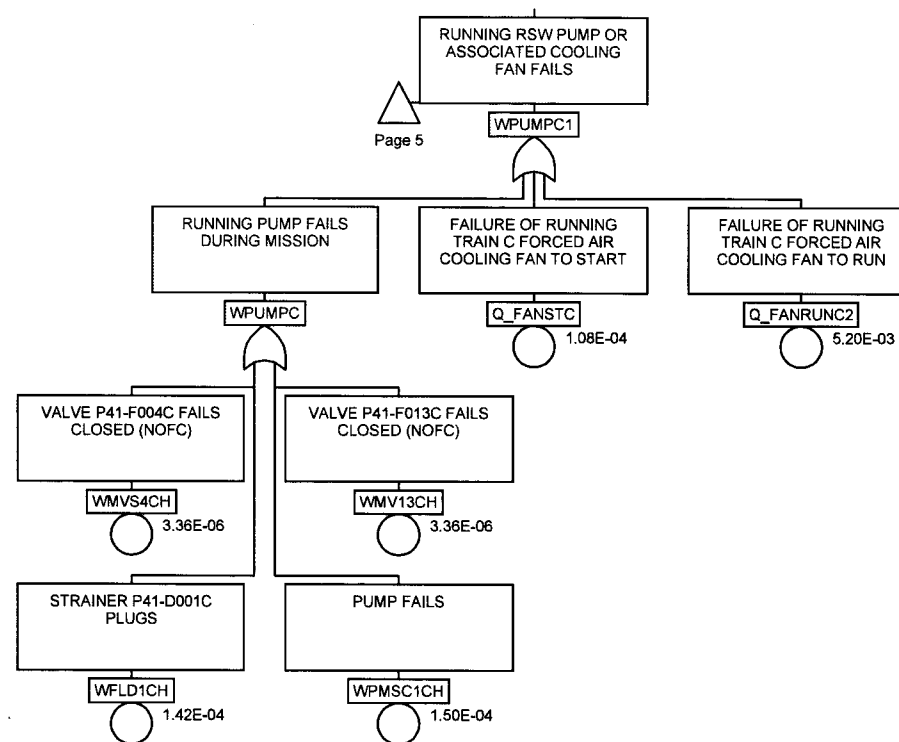 RUNNING RSW PUMP OR
ASSOCIATED COOLING
FAN FAILS
Page 5
WPUMPC1
RUNNING PUMP FAILS
DURING MISSION
FAILURE OF RUNNING
TRAIN C FORCED AIR
COOLING FAN TO START
FAILURE OF RUNNING
TRAIN C FORCED AIR
COOLING FAN TO RUN
WPUMPC
Q_FANSTC
1.08E-04
Q_FANRUNC2
5.20E-03
VALVE P41-F004C FAILS
CLOSED (NOFC)
VALVE P41-F013C FAILS
CLOSED (NOFC)
WMVS4CH
3.36E-06
WMV13CH
3.36E-06
STRAINER P41-D001C
PLUGS
PUMP FAILS
WFLD1CH
1.42E-04
WPMSC1CH
1.50E-04